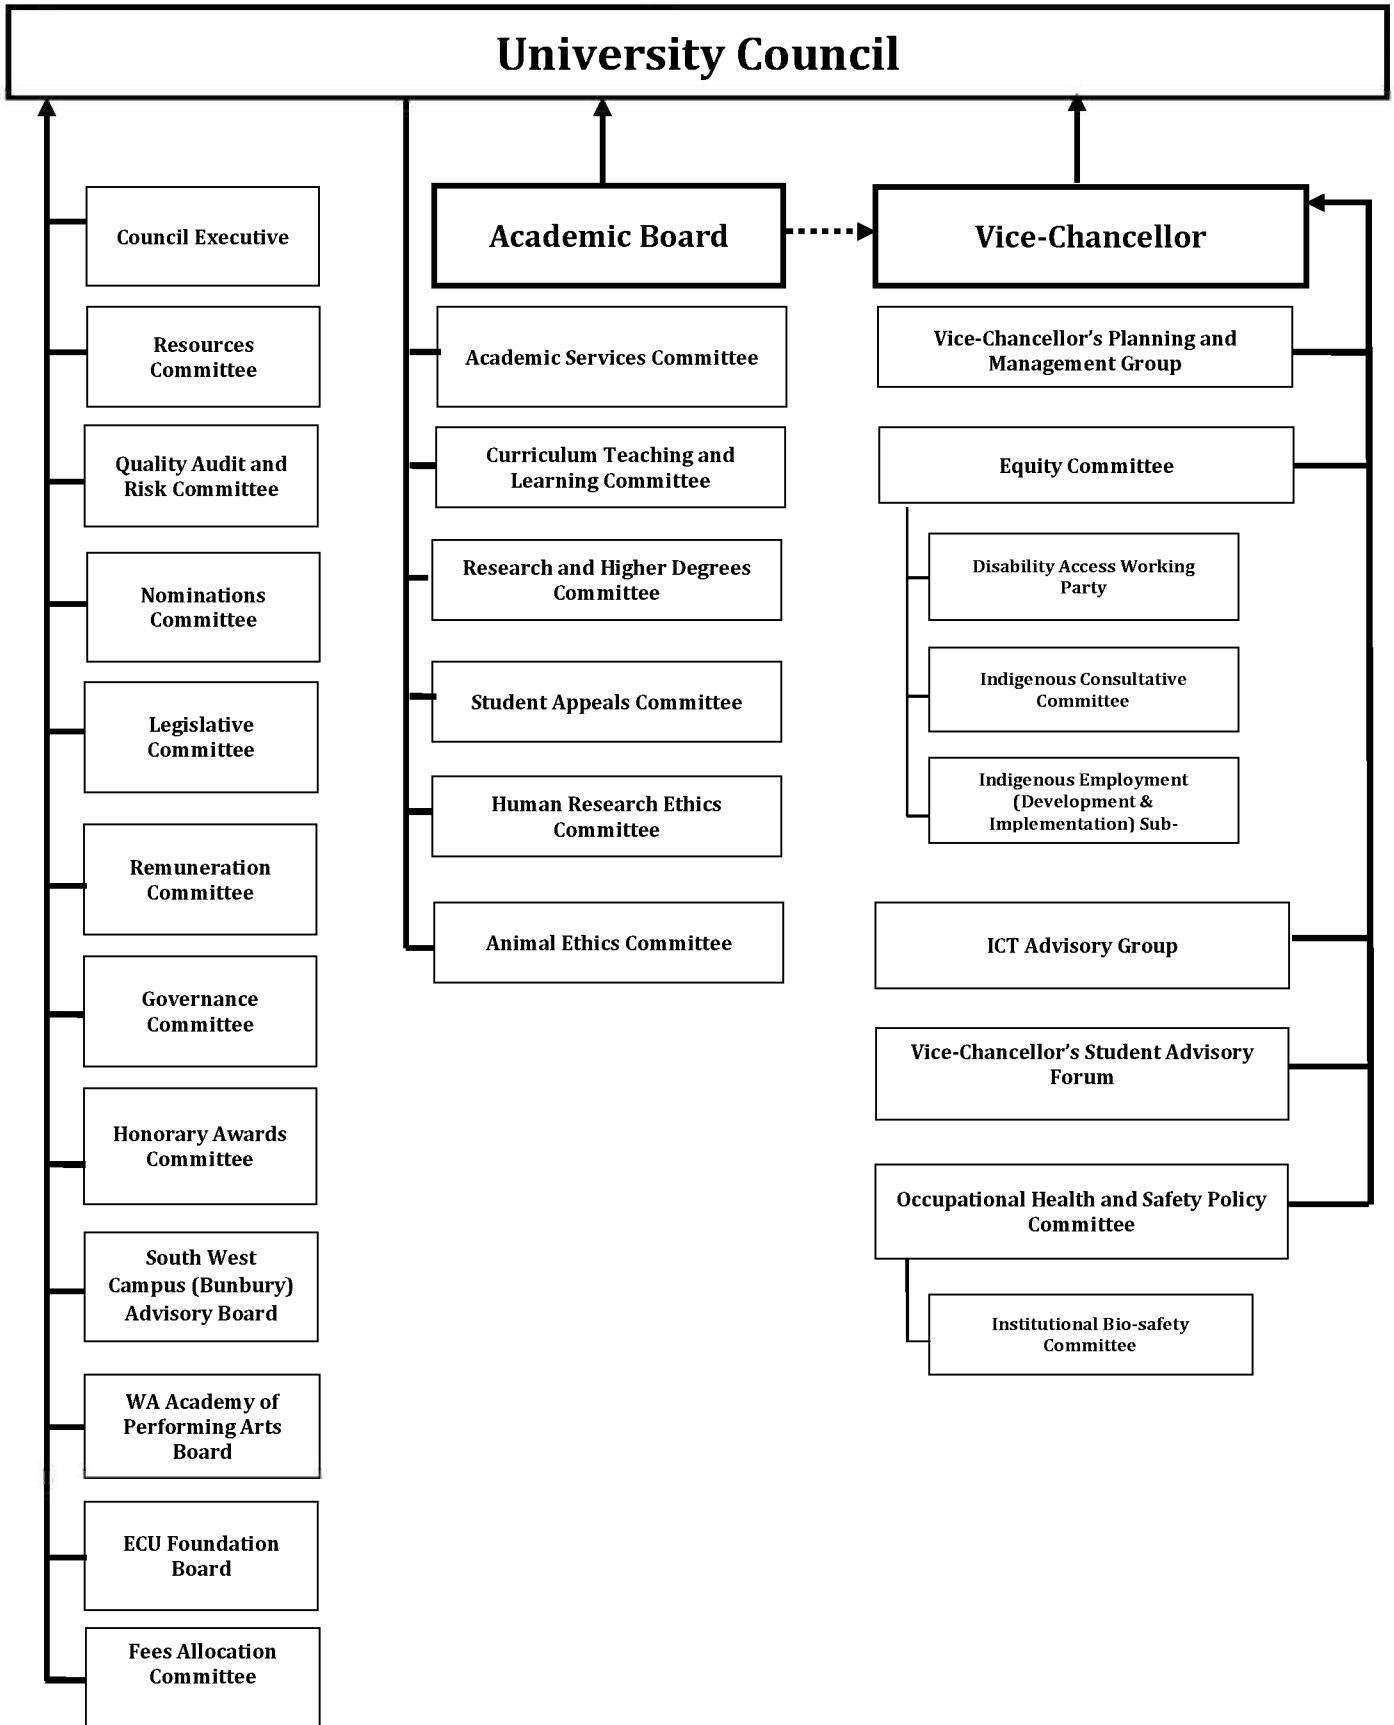 University Council
Council Executive
Resources
Committee
Quality Audit and
Risk Committee
Nominations
Committee
Legislative
Committee
Remuneration
Committee
Governance
Committee
Honorary Awards
Committee
South West
Campus (Bunbury)
Advisory Board
WA Academy of
Performing Arts
Board
ECU Foundation
Board
Fees Allocation
Committee
Academic Board
Academic Services Committee
Curriculum Teaching and
Learning Committee
Research and Higher Degrees
Committee
Student Appeals Committee
Human Research Ethics
Committee
Animal Ethics Committee
Vice-Chancellor
Vice-Chancellor’s Planning and
Management Group
Equity Committee
Disability Access Working
Party
Indigenous Consultative
Committee
Indigenous Employment
(Development &
Implementation) Sub-
ICT Advisory Group
Vice-Chancellor’s Student Advisory
Forum
Occupational Health and Safety Policy
Committee
Institutional Bio-safety
Committee